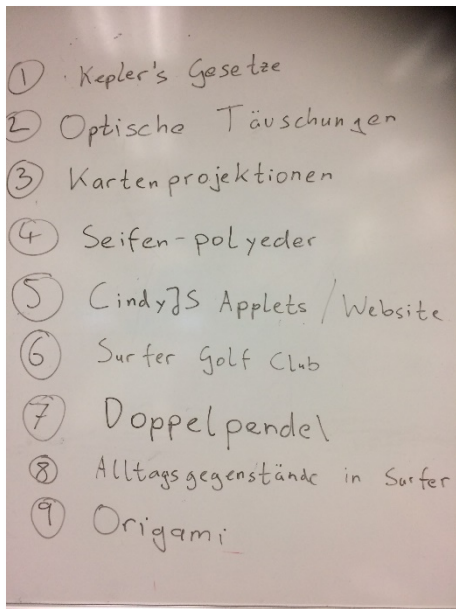 ① Kepler's Gesetze
② Optische Täuschungen
③ Kartenprojektionen
④ Seifen-polyeder
⑤ CindyJS Applets / Website
⑥ Surfer Golf Club
⑦ Doppelpendel
⑧ Alltagsgegenstände in Surfer
⑨ Origami